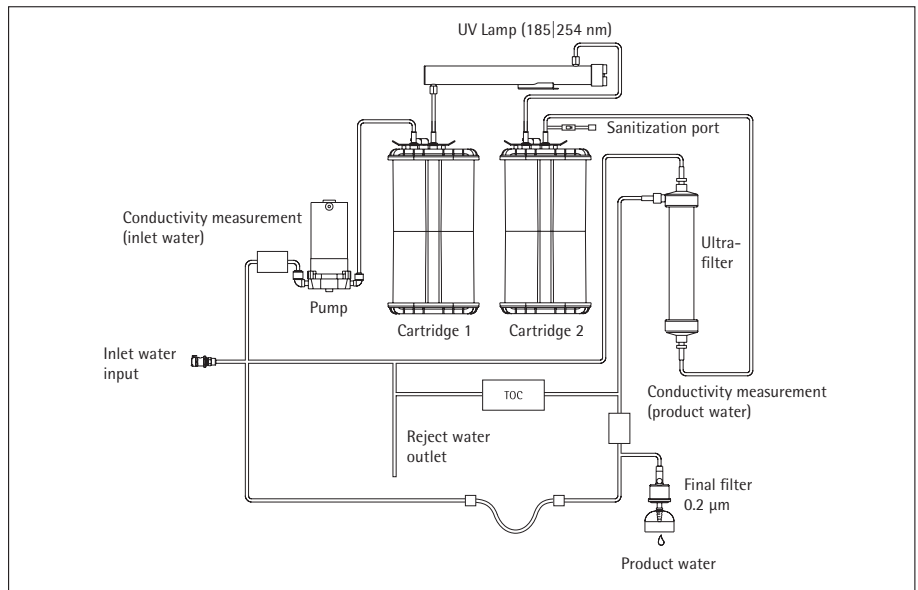 UV Lamp (185|254 nm)
Sanitization port
Conductivity measurement
(inlet water)
Ultra-
filter
Pump
Cartridge 1
Cartridge 2
Inlet water
input
TOC
Conductivity measurement
(product water)
Reject water
outlet
Final filter
0.2 µm
Product water